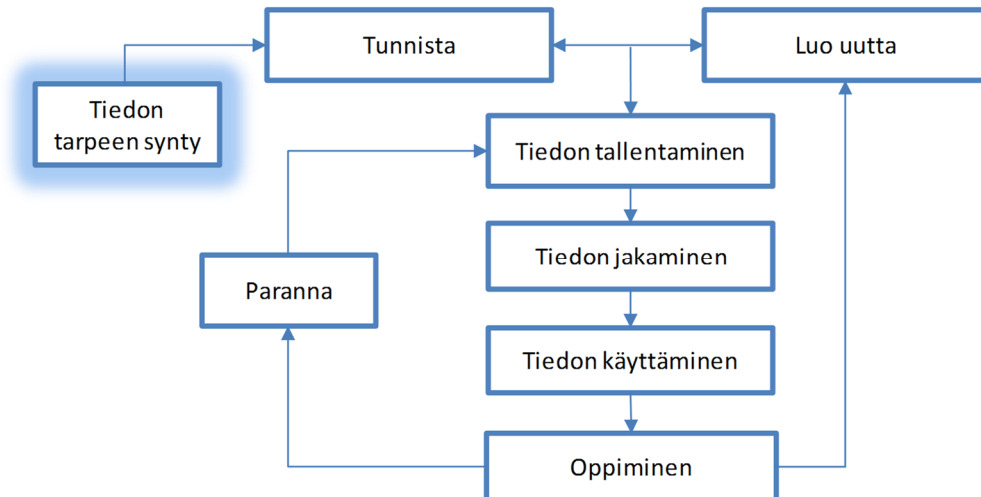 Tunnista
Luo uutta
Tiedon
tarpeen synty
Tiedon tallentaminen
Tiedon jakaminen
Paranna
Tiedon käyttäminen
Oppiminen